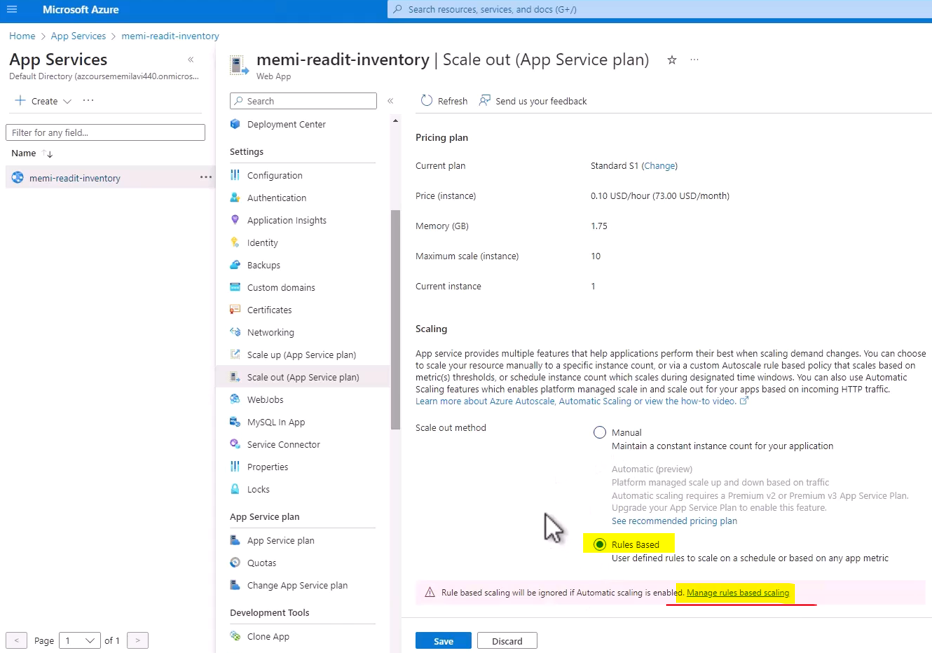 Microsoft Azure
Search resources, services, and docs (G+/)
Home > App Services > memi-readit-inventory
App Services
Default Directory (azcoursememilavi440.onmicros...
Create
Filter for any field...
Name
memi-readit-inventory
memi-readit-inventory | Scale out (App Service plan)
Web App
Search
Deployment Center
Settings
Configuration
Authentication
Application Insights
Identity
Backups
Custom domains
Certificates
Networking
Scale up (App Service plan)
Scale out (App Service plan)
WebJobs
MySQL In App
Service Connector
Properties
Locks
App Service plan
App Service plan
Quotas
Change App Service plan
Development Tools
Clone App
Refresh
Send us your feedback
Pricing plan
Current plan Standard S1 (Change)
Price (instance) 0.10 USD/hour (73.00 USD/month)
Memory (GB) 1.75
Maximum scale (instance) 10
Current instance 1
Scaling
App service provides multiple features that help applications perform their best when scaling demand changes. You can choose
to scale your resource manually to a specific instance count, or via a custom Autoscale rule based policy that scales based on
metric(s) thresholds, or schedule instance count which scales during designated time windows. You can also use Automatic
Scaling features which enables platform managed scale in and scale out for your apps based on incoming HTTP traffic.
Learn more about Azure Autoscale, Automatic Scaling or view the how-to video.
Scale out method
Manual
Maintain a constant instance count for your application
Automatic (preview)
Platform managed scale up and down based on traffic
Automatic scaling requires a Premium v2 or Premium v3 App Service Plan.
Upgrade your App Service Plan to enable this feature.
See recommended pricing plan
Rules Based
User defined rules to scale on a schedule or based on any app metric
Rule based scaling will be ignored if Automatic scaling is enabled. Manage rules based scaling
Save
Discard
< Page 1 of 1 >